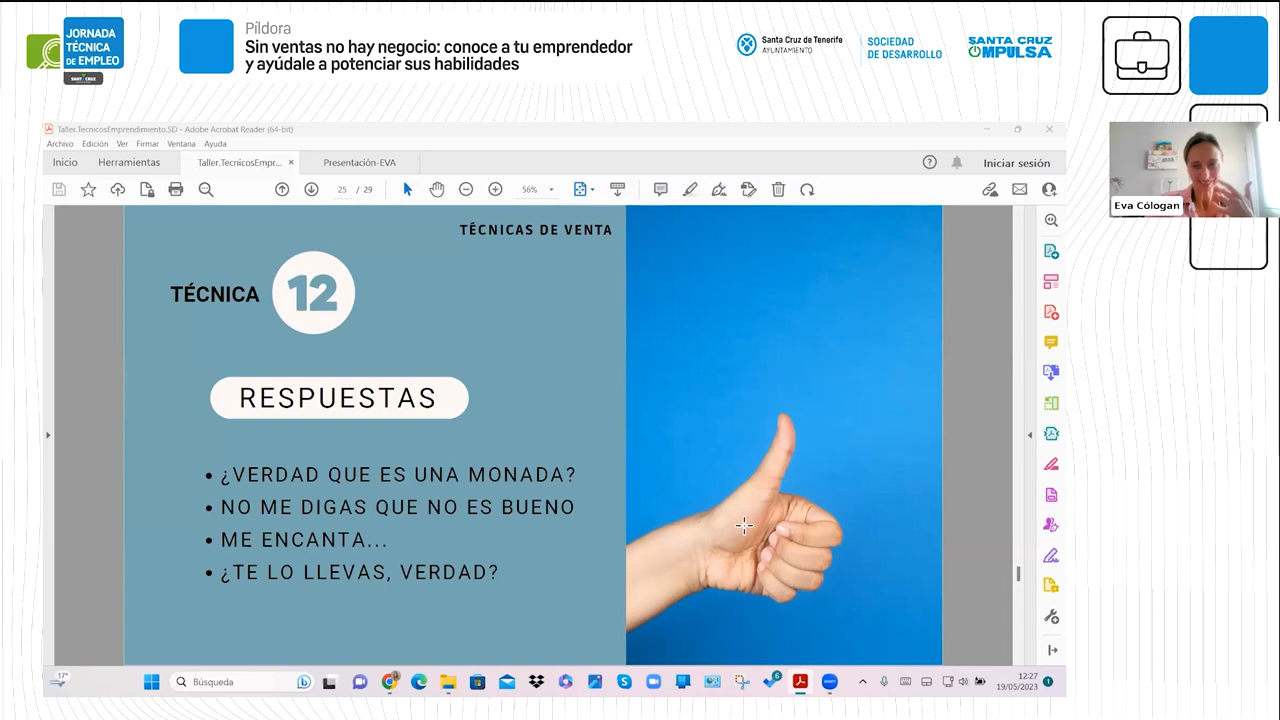 JORNADA
TÉCNICA
DE EMPLEO
Píldora
Sin ventas no hay negocio: conoce a tu emprendedor
y ayúdale a potenciar sus habilidades
Santa Cruz de Tenerife
AYUNTAMIENTO
SOCIEDAD
DE DESARROLLO
SANTA CRUZ
OMPULSA
Taller.TecnicosEmprendimiento.SD - Adobe Acrobat Reader (64-bit)
Archivo Edición Ver Firmar Ventana Ayuda
Inicio Herramientas Taller.TecnicosEmpr... × Presentación-EVA Iniciar sesión
25 / 29 56%
TÉCNICAS DE VENTA
TÉCNICA 12
RESPUESTAS
• ¿VERDAD QUE ES UNA MONADA?
• NO ME DIGAS QUE NO ES BUENO
• ME ENCANTA...
• ¿TE LO LLEVAS, VERDAD?
Eva Cólogan
17°
Búsqueda
6
12:27
19/05/2023
1